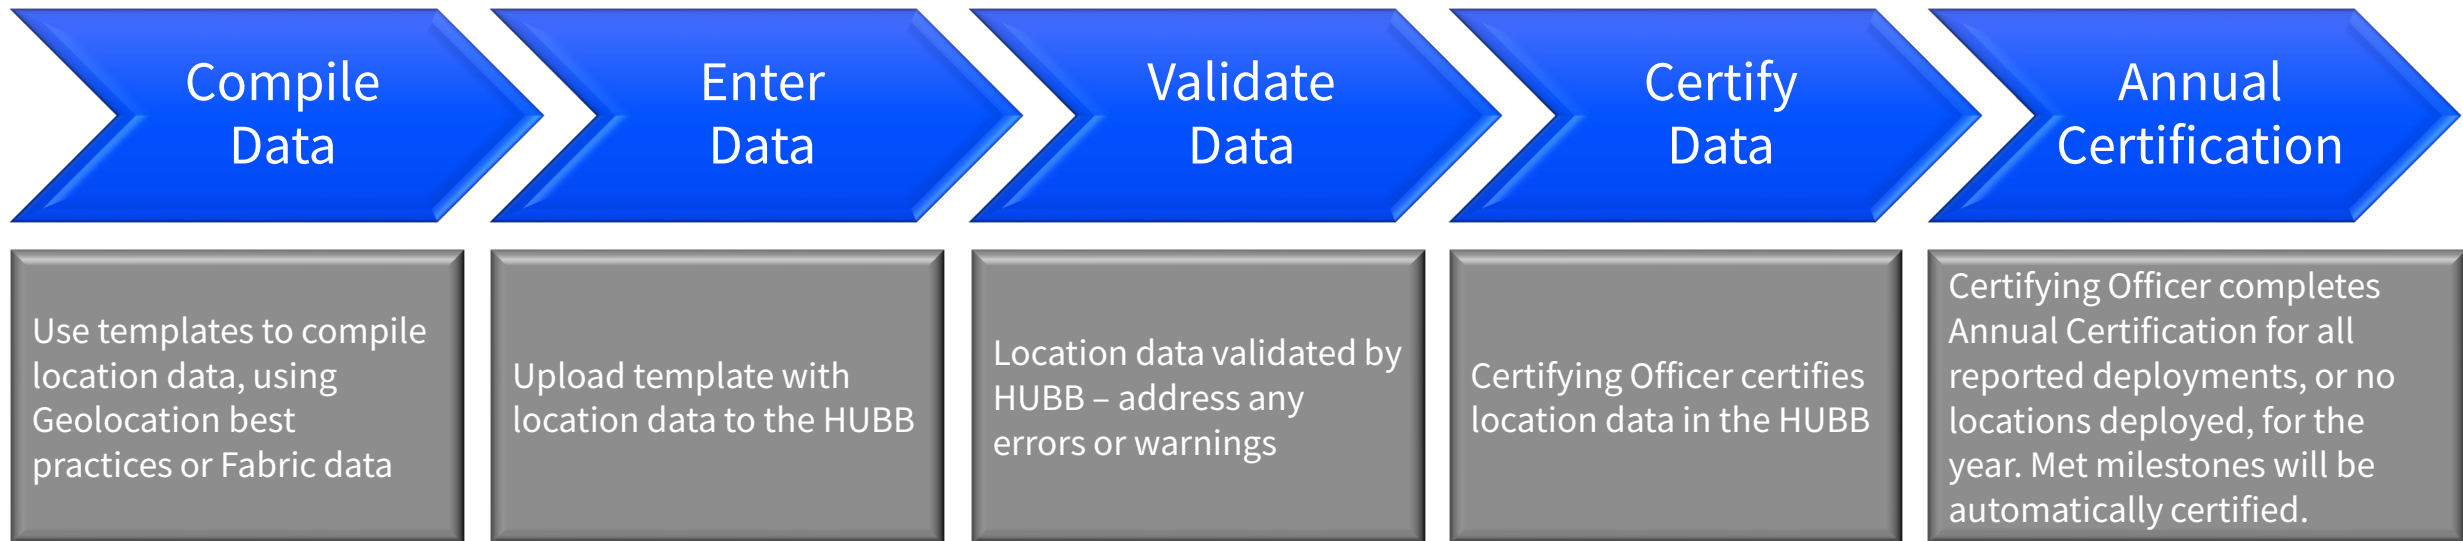 Compile
Data
Enter
Data
Validate
Data
Certify
Data
Annual
Certification
Use templates to compile
location data, using
Geolocation best
practices or Fabric data
Upload template with
location data to the HUBB
Location data validated by
HUBB – address any
errors or warnings
Certifying Officer certifies
location data in the HUBB
Certifying Officer completes
Annual Certification for all
reported deployments, or no
locations deployed, for the
year. Met milestones will be
automatically certified.